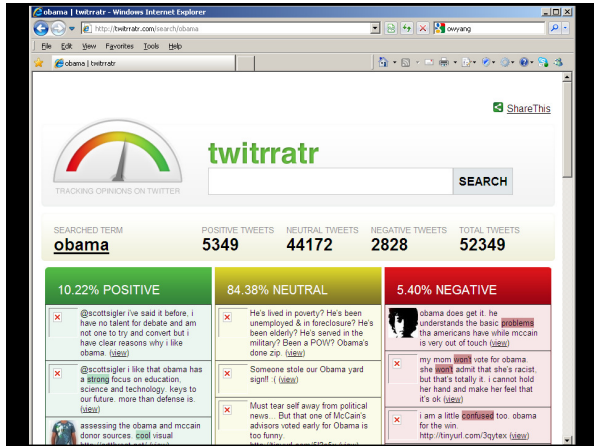 obama | twitrratr - Windows Internet Explorer
http://twitrratr.com/search/obama
owyang
File Edit View Favorites Tools Help
obama | twitrratr
ShareThis
twitrratr
SEARCH
TRACKING OPINIONS ON TWITTER
SEARCHED TERM POSITIVE TWEETS NEUTRAL TWEETS NEGATIVE TWEETS TOTAL TWEETS
obama 5349 44172 2828 52349
10.22% POSITIVE
@scottsigler i've said it before, i
have no talent for debate and am
not one to try and convert but i
have clear reasons why i like
obama. (view)
@scottsigler i like that obama has
a strong focus on education,
science and technology. keys to
our future. more than defense is.
(view)
assessing the obama and mccain
donor sources. cool visual
84.38% NEUTRAL
He's lived in poverty? He's been
unemployed & in foreclosure? He's
been elderly? He's served in the
military? Been a POW? Obama's
done zip. (view)
Someone stole our Obama yard
sign!! :( (view)
Must tear self away from political
news... But that one of McCain's
advisors voted early for Obama is
too funny.
5.40% NEGATIVE
obama does get it. he
understands the basic problems
tha americans have while mccain
is very out of touch (view)
my mom won't vote for obama.
she won't admit that she's racist,
but that's totally it. i cannot hold
her hand and make her feel that
it's ok (view)
i am a little confused too. obama
for the win.
http://tinyurl.com/3qytex (view)